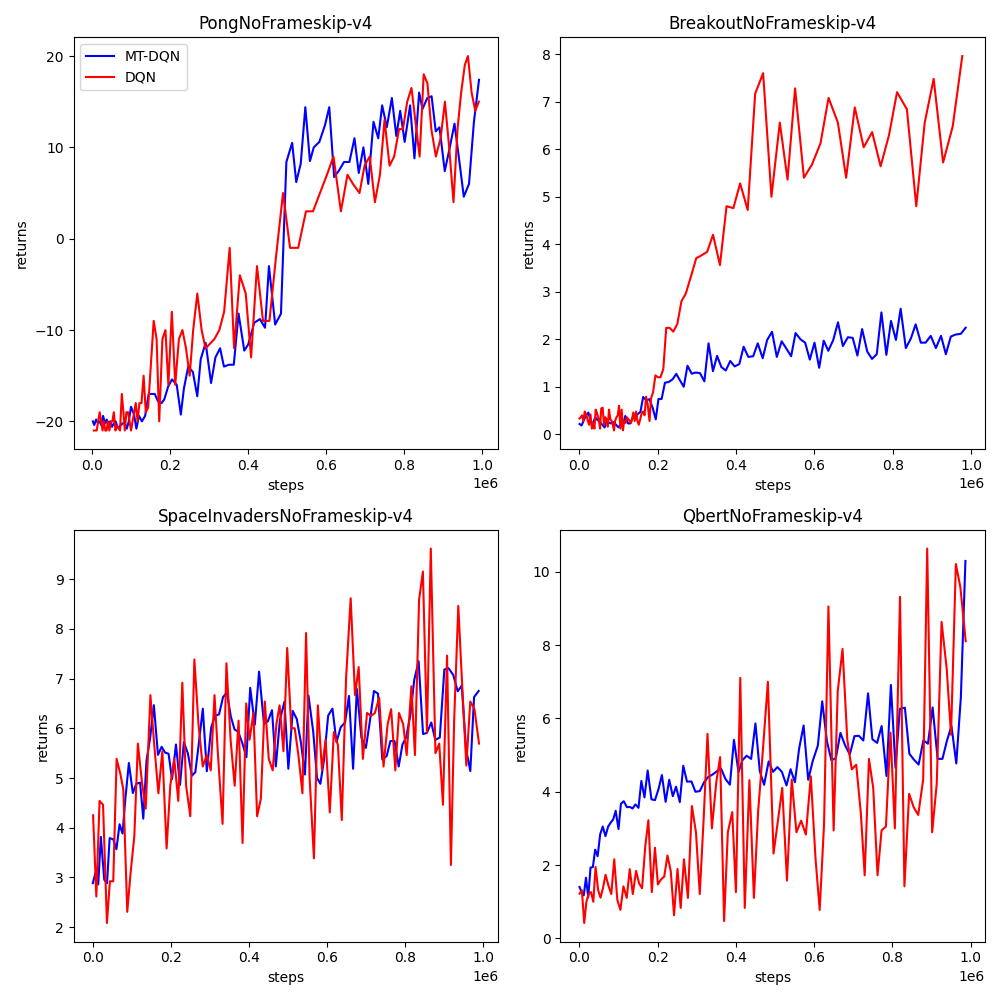 PongNoFrameskip-v4
MT-DQN
DQN
20
10
0
−10
−20
returns
0.0 0.2 0.4 0.6 0.8 1.0
1e6
steps
BreakoutNoFrameskip-v4
8
7
6
5
4
3
2
1
0
returns
0.0 0.2 0.4 0.6 0.8 1.0
1e6
steps
SpaceInvadersNoFrameskip-v4
9
8
7
6
5
4
3
2
returns
0.0 0.2 0.4 0.6 0.8 1.0
1e6
steps
QbertNoFrameskip-v4
10
8
6
4
2
0
returns
0.0 0.2 0.4 0.6 0.8 1.0
1e6
steps